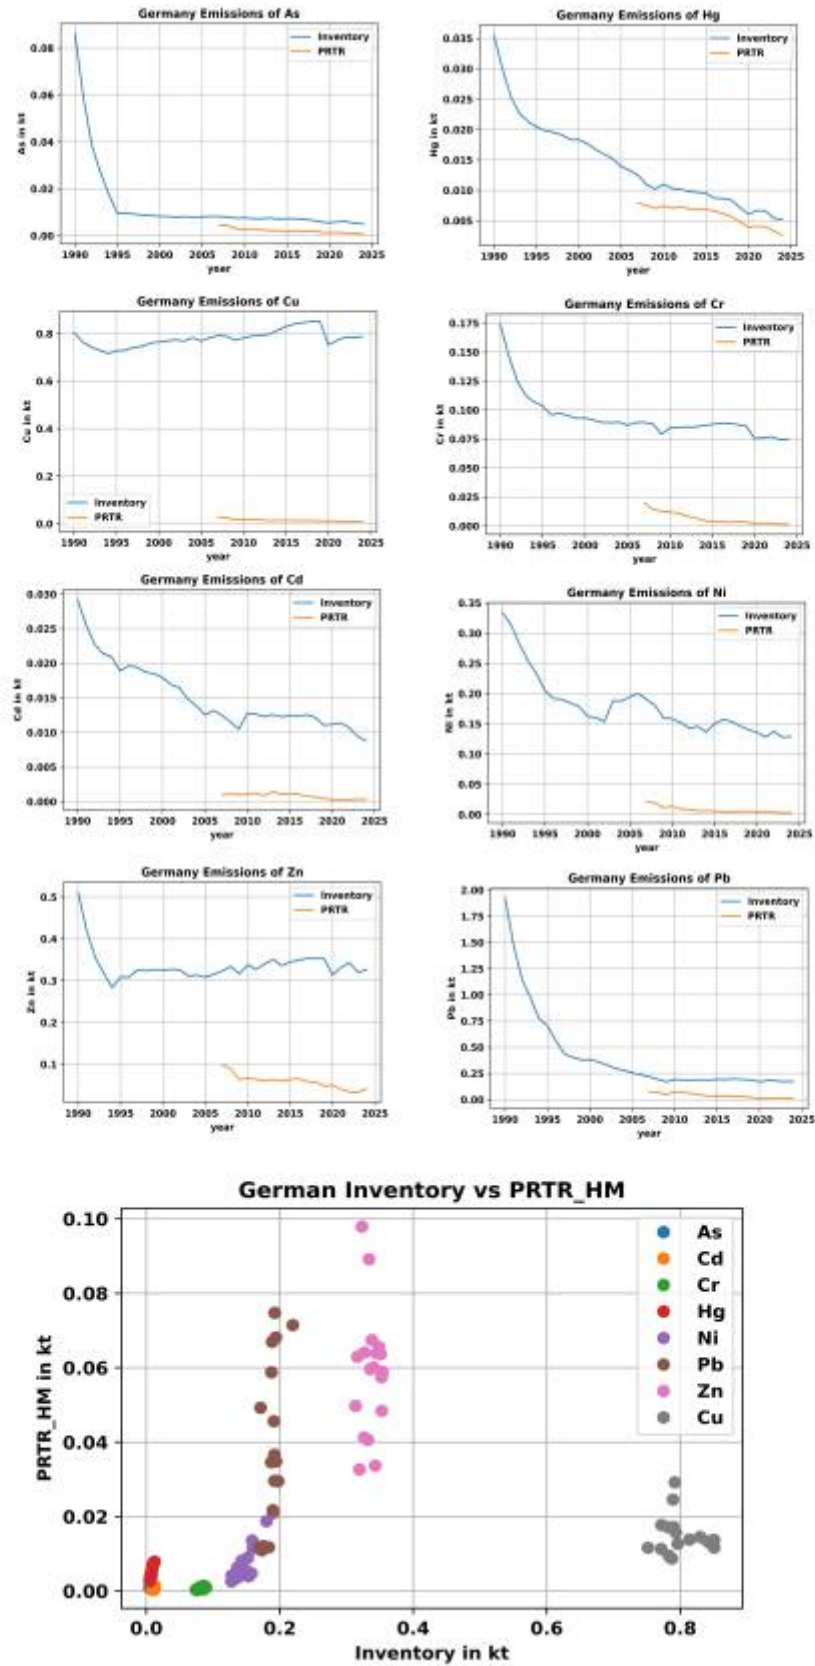 Germany Emissions of As
Inventory
PRTR
As in kt
0.08
0.06
0.04
0.02
0.00
1990 1995 2000 2005 2010 2015 2020 2025
year
Germany Emissions of Hg
Inventory
PRTR
Hg in kt
0.035
0.030
0.025
0.020
0.015
0.010
0.005
1990 1995 2000 2005 2010 2015 2020 2025
year
Germany Emissions of Cu
Cu in kt
0.8
0.6
0.4
0.2
0.0
Inventory
PRTR
1990 1995 2000 2005 2010 2015 2020 2025
year
Germany Emissions of Cr
Inventory
PRTR
Cr in kt
0.175
0.150
0.125
0.100
0.075
0.050
0.025
0.000
1990 1995 2000 2005 2010 2015 2020 2025
year
Germany Emissions of Cd
Inventory
PRTR
Cd in kt
0.030
0.025
0.020
0.015
0.010
0.005
0.000
1990 1995 2000 2005 2010 2015 2020 2025
year
Germany Emissions of Ni
Inventory
PRTR
Ni in kt
0.35
0.30
0.25
0.20
0.15
0.10
0.05
0.00
1990 1995 2000 2005 2010 2015 2020 2025
year
Germany Emissions of Zn
Inventory
PRTR
Zn in kt
0.5
0.4
0.3
0.2
0.1
1990 1995 2000 2005 2010 2015 2020 2025
year
Germany Emissions of Pb
Inventory
PRTR
Pb in kt
2.00
1.75
1.50
1.25
1.00
0.75
0.50
0.25
0.00
1990 1995 2000 2005 2010 2015 2020 2025
year
German Inventory vs PRTR_HM
PRTR_HM in kt
0.10
0.08
0.06
0.04
0.02
0.00
As
Cd
Cr
Hg
Ni
Pb
Zn
Cu
0.0 0.2 0.4 0.6 0.8
Inventory in kt